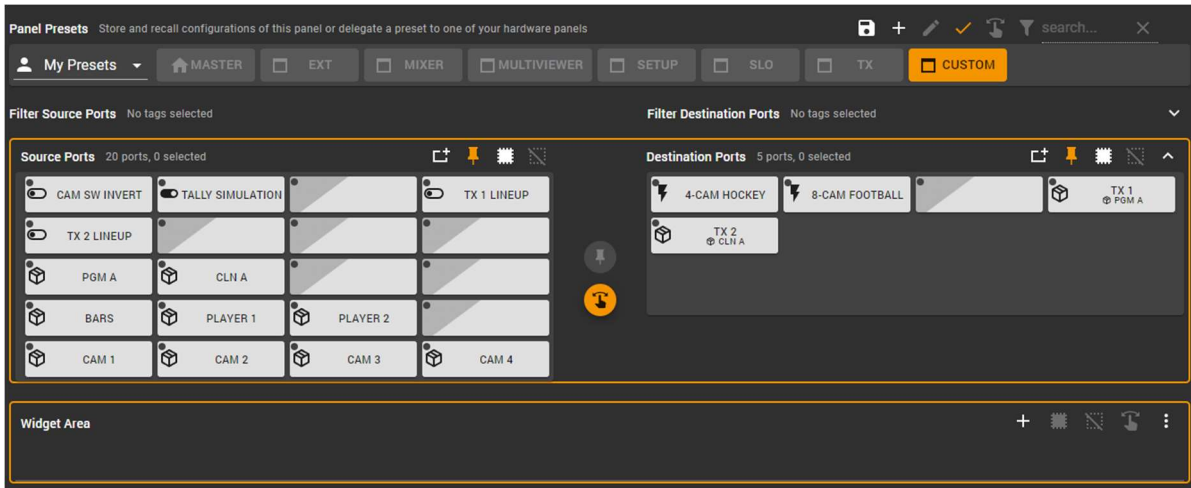 Panel Presets Store and recall configurations of this panel or delegate a preset to one of your hardware panels search...
My Presets MASTER EXT MIXER MULTIVIEWER SETUP SLO TX CUSTOM
Filter Source Ports No tags selected
Filter Destination Ports No tags selected
Source Ports 20 ports, 0 selected
CAM SW INVERT TALLY SIMULATION TX 1 LINEUP
TX 2 LINEUP
PGM A CLN A
BARS PLAYER 1 PLAYER 2
CAM 1 CAM 2 CAM 3 CAM 4
Destination Ports 5 ports, 0 selected
4-CAM HOCKEY 8-CAM FOOTBALL TX 1
PGM A
TX 2
CLN A
Widget Area